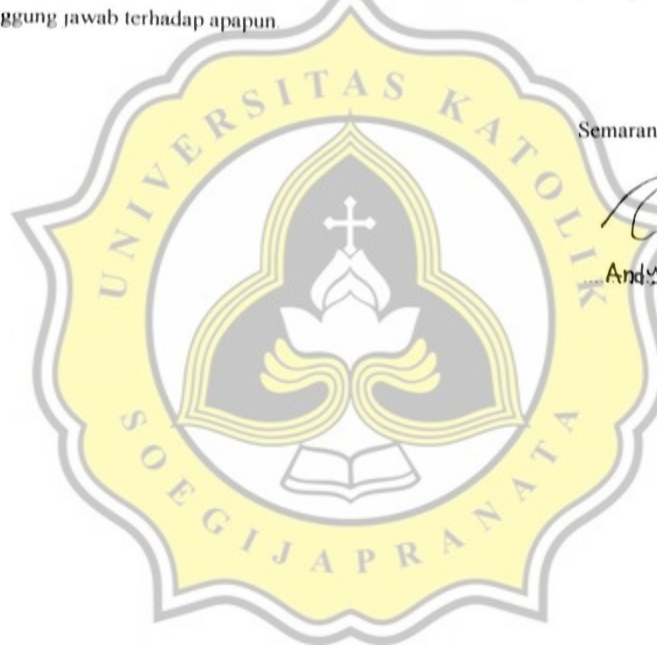 ggung jawab terhadap apapun
Semaran
Andy
UNIVERSITAS KATOLIK
SOEGIJAPRANATA